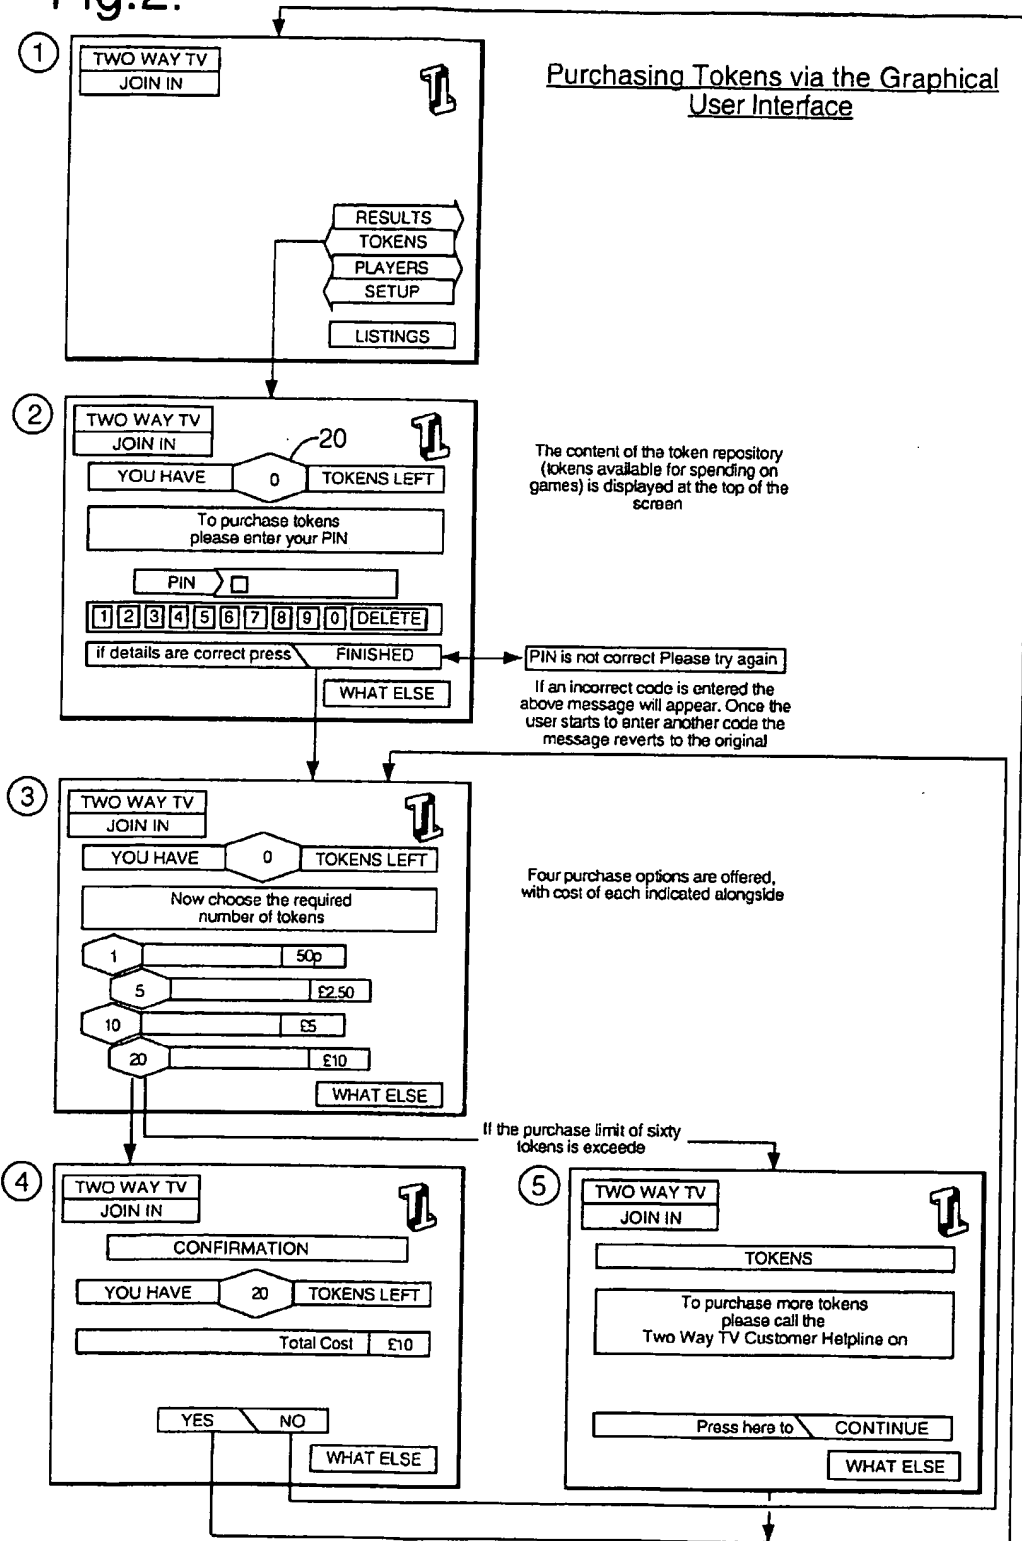 Fig.2.
Purchasing Tokens via the Graphical
User Interface
1
TWO WAY TV
JOIN IN
RESULTS
TOKENS
PLAYERS
SETUP
LISTINGS
2
TWO WAY TV
JOIN IN
20
YOU HAVE 0 TOKENS LEFT
To purchase tokens
please enter your PIN
PIN
1 2 3 4 5 6 7 8 9 0 DELETE
if details are correct press FINISHED
WHAT ELSE
The content of the token repository
(tokens available for spending on
games) is displayed at the top of the
screen
PIN is not correct Please try again
If an incorrect code is entered the
above message will appear. Once the
user starts to enter another code the
message reverts to the original
3
TWO WAY TV
JOIN IN
YOU HAVE 0 TOKENS LEFT
Now choose the required
number of tokens
1 50p
5 £2.50
10 £5
20 £10
WHAT ELSE
Four purchase options are offered,
with cost of each indicated alongside
If the purchase limit of sixty
tokens is exceede
4
TWO WAY TV
JOIN IN
CONFIRMATION
YOU HAVE 20 TOKENS LEFT
Total Cost £10
YES NO
WHAT ELSE
5
TWO WAY TV
JOIN IN
TOKENS
To purchase more tokens
please call the
Two Way TV Customer Helpline on
Press here to CONTINUE
WHAT ELSE